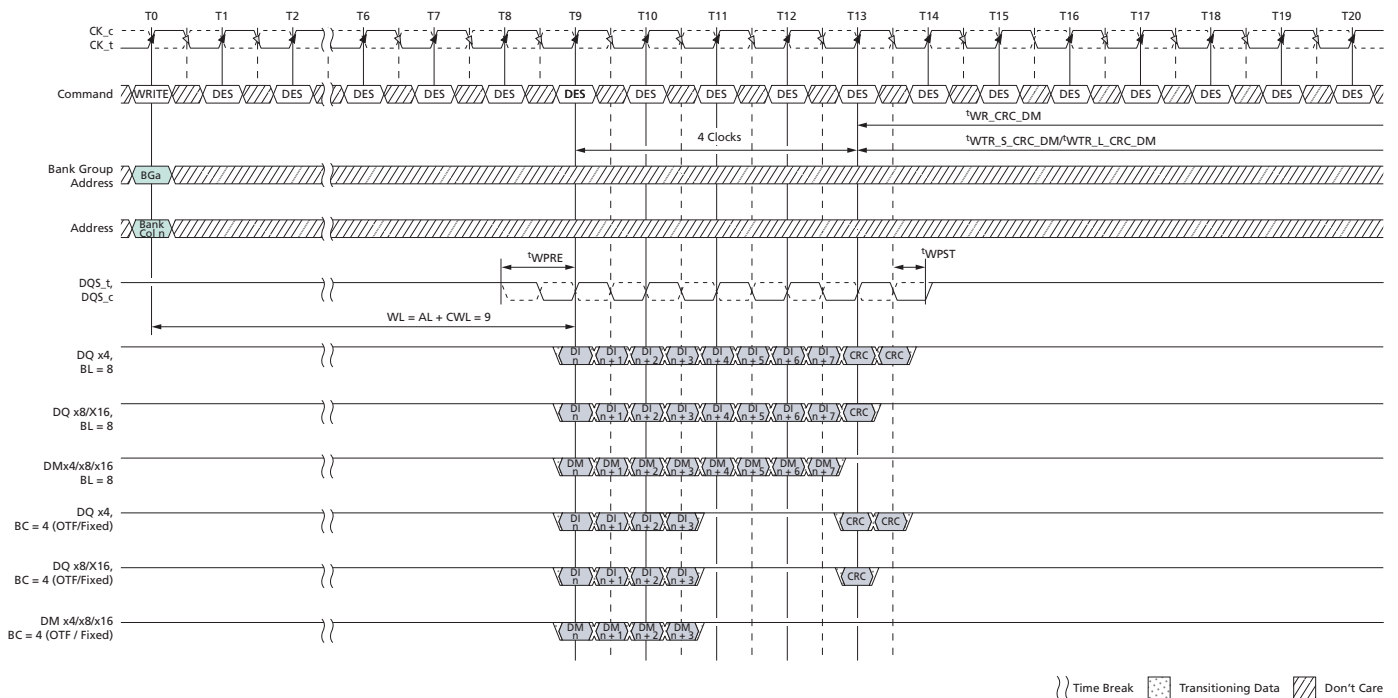 T0 T1 T2 T6 T7 T8 T9 T10 T11 T12 T13 T14 T15 T16 T17 T18 T19 T20
CK_c
CK_t
Command WRITE DES DES DES DES DES DES DES DES DES DES DES DES DES DES DES DES DES
tWR_CRC_DM
4 Clocks
tWTR_S_CRC_DM/tWTR_L_CRC_DM
Bank Group
Address
BGa
Address
Bank
Col n
tWPRE
tWPST
DQS_t,
DQS_c
WL = AL + CWL = 9
DQ x4,
BL = 8
DI n DI n + 1 DI n + 2 DI n + 3 DI n + 4 DI n + 5 DI n + 6 DI n + 7 CRC CRC
DQ x8/X16,
BL = 8
DI n DI n + 1 DI n + 2 DI n + 3 DI n + 4 DI n + 5 DI n + 6 DI n + 7 CRC
DMx4/x8/x16
BL = 8
DM n DM n + 1 DM n + 2 DM n + 3 DM n + 4 DM n + 5 DM n + 6 DM n + 7
DQ x4,
BC = 4 (OTF/Fixed)
DI n DI n + 1 DI n + 2 DI n + 3 CRC CRC
DQ x8/X16,
BC = 4 (OTF/Fixed)
DI n DI n + 1 DI n + 2 DI n + 3 CRC
DM x4/x8/x16
BC = 4 (OTF / Fixed)
DM n DM n + 1 DM n + 2 DM n + 3
Time Break Transitioning Data Don't Care